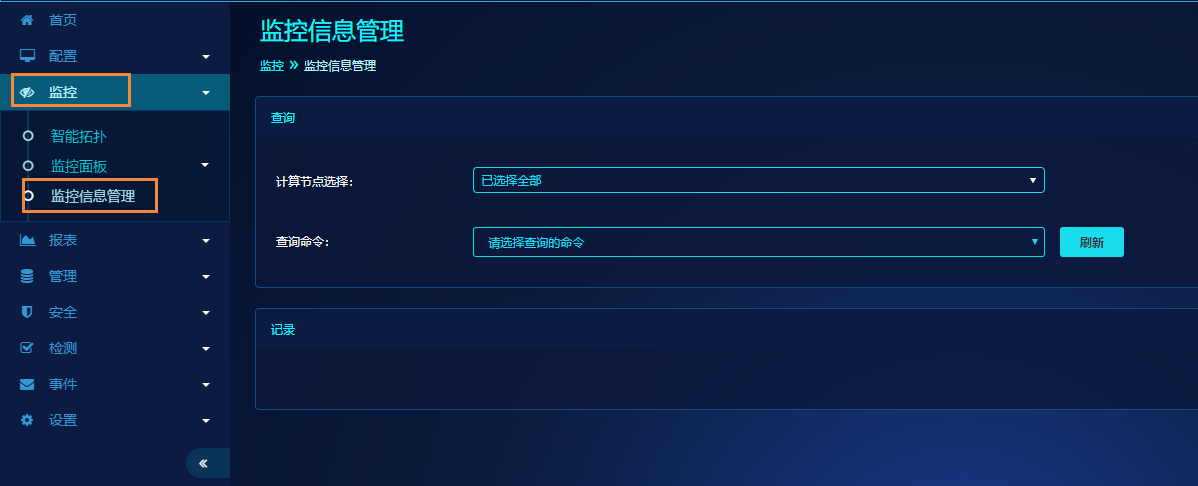 首页
配置
监控
智能拓扑
监控面板
监控信息管理
报表
管理
安全
检测
事件
设置
监控信息管理
监控 » 监控信息管理
查询
计算节点选择: 已选择全部
查询命令: 请选择查询的命令 刷新
记录